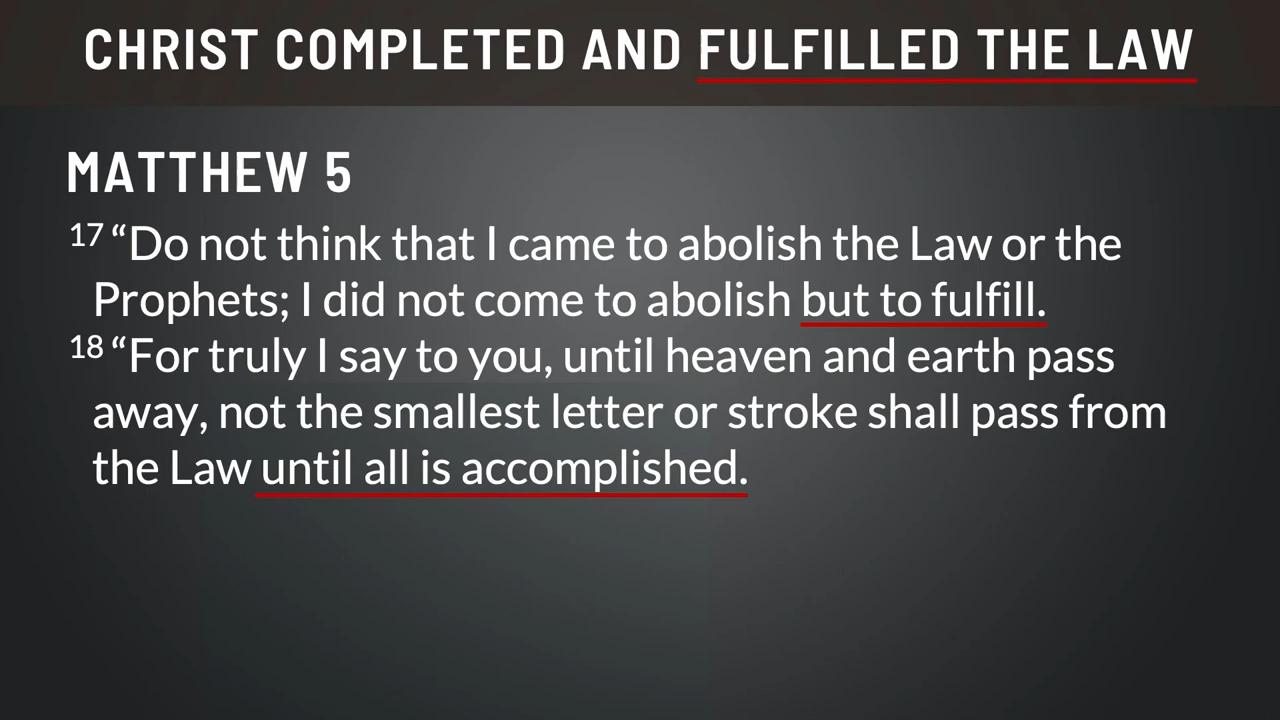 CHRIST COMPLETED AND FULFILLED THE LAW
MATTHEW 5
17 “Do not think that I came to abolish the Law or the
Prophets; I did not come to abolish but to fulfill.
18 “For truly I say to you, until heaven and earth pass
away, not the smallest letter or stroke shall pass from
the Law until all is accomplished.